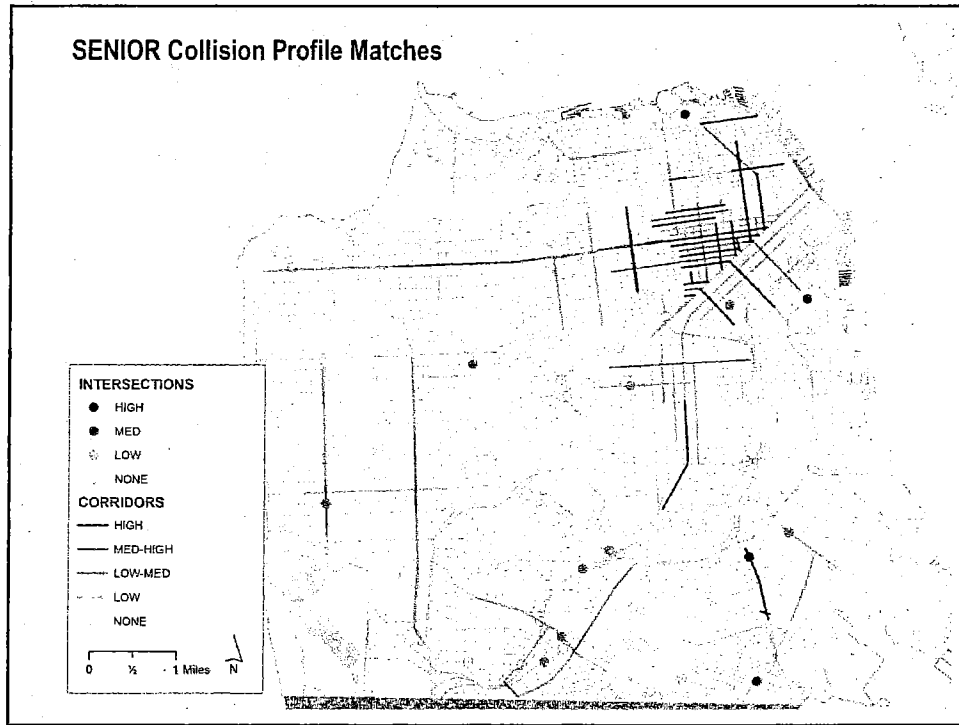 SENIOR Collision Profile Matches
INTERSECTIONS
HIGH
MED
LOW
NONE
CORRIDORS
HIGH
MED-HIGH
LOW-MED
LOW
NONE
0 ½ 1 Miles N